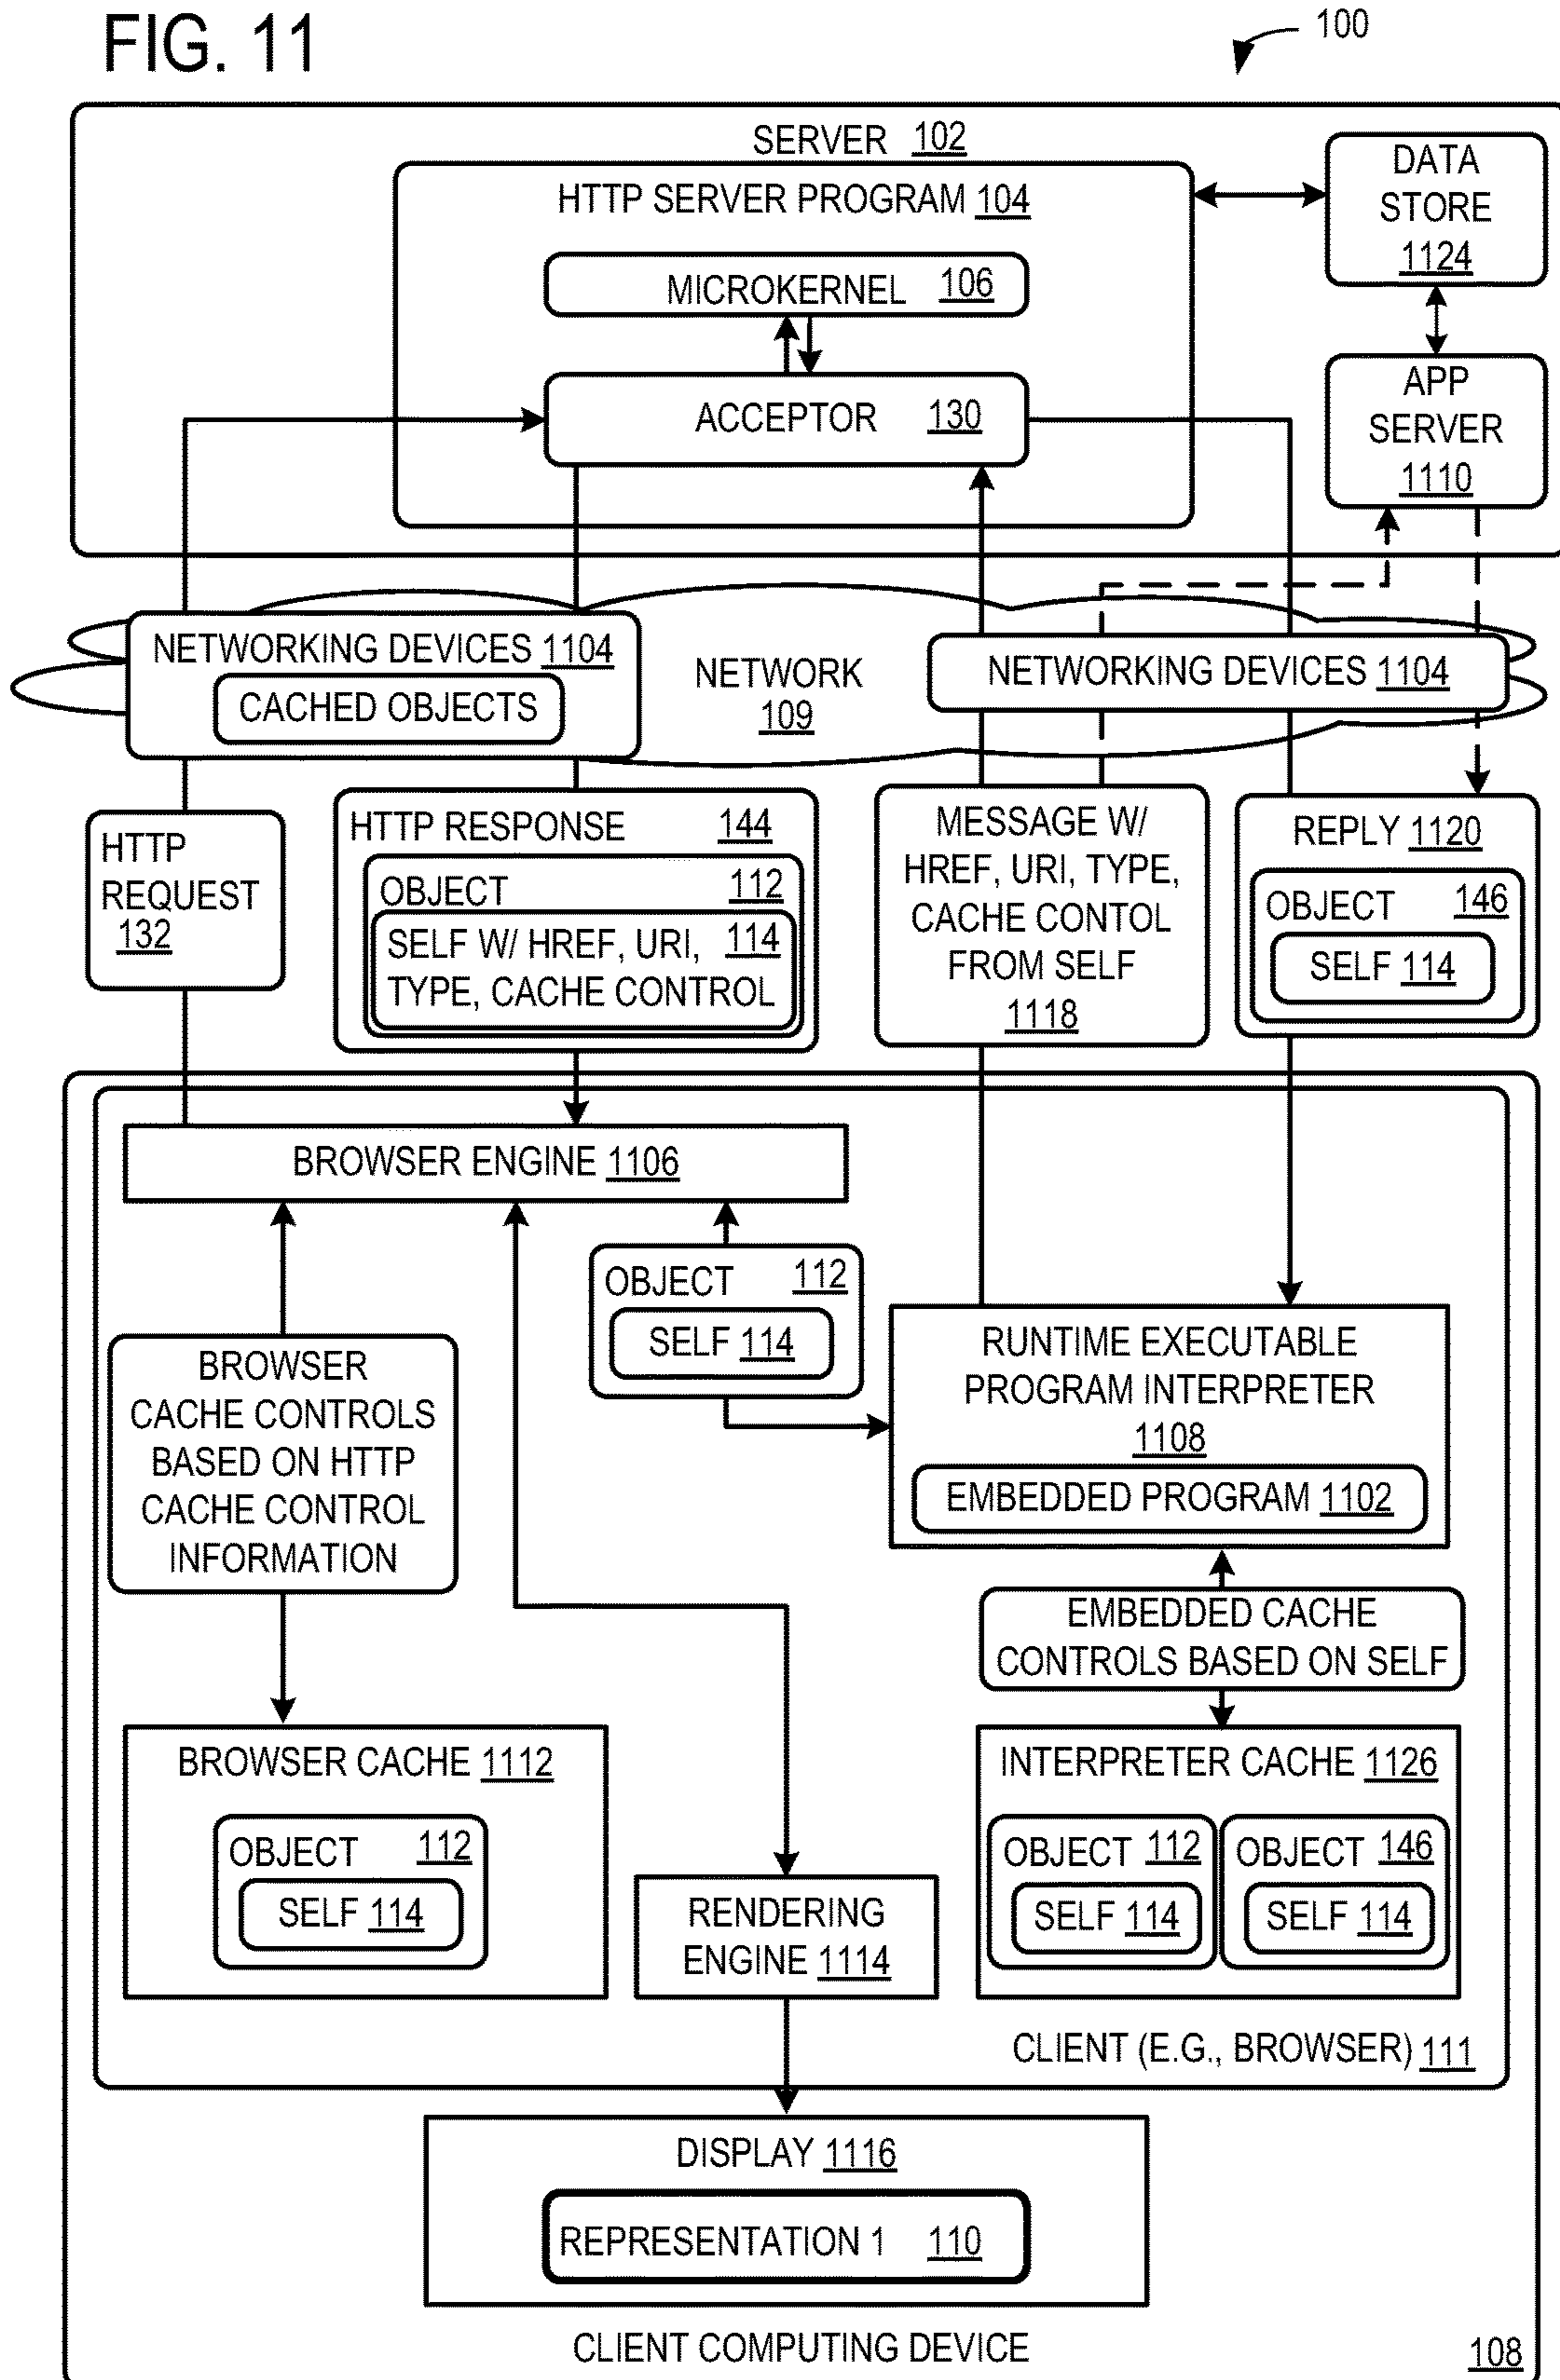 FIG. 11
100
SERVER 102
HTTP SERVER PROGRAM 104
MICROKERNEL 106
ACCEPTOR 130
DATA
STORE
1124
APP
SERVER
1110
NETWORKING DEVICES 1104
CACHED OBJECTS
NETWORK
109
NETWORKING DEVICES 1104
HTTP
REQUEST
132
HTTP RESPONSE 144
OBJECT 112
SELF W/ HREF, URI, 114
TYPE, CACHE CONTROL
MESSAGE W/
HREF, URI, TYPE,
CACHE CONTOL
FROM SELF
1118
REPLY 1120
OBJECT 146
SELF 114
BROWSER ENGINE 1106
OBJECT 112
SELF 114
BROWSER
CACHE CONTROLS
BASED ON HTTP
CACHE CONTROL
INFORMATION
RUNTIME EXECUTABLE
PROGRAM INTERPRETER
1108
EMBEDDED PROGRAM 1102
EMBEDDED CACHE
CONTROLS BASED ON SELF
BROWSER CACHE 1112
OBJECT 112
SELF 114
RENDERING
ENGINE 1114
INTERPRETER CACHE 1126
OBJECT 112
SELF 114
OBJECT 146
SELF 114
CLIENT (E.G., BROWSER) 111
DISPLAY 1116
REPRESENTATION 1 110
CLIENT COMPUTING DEVICE
108